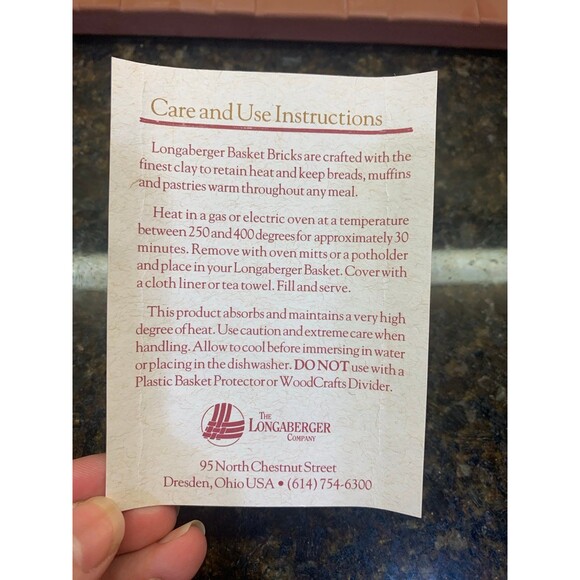 Care and Use Instructions
Longaberger Basket Bricks are crafted with the
finest clay to retain heat and keep breads, muffins
and pastries warm throughout any meal.
Heat in a gas or electric oven at a temperature
between 250 and 400 degrees for approximately 30
minutes. Remove with oven mitts or a potholder
and place in your Longaberger Basket. Cover with
a cloth liner or tea towel. Fill and serve.
This product absorbs and maintains a very high
degree of heat. Use caution and extreme care when
handling. Allow to cool before immersing in water
or placing in the dishwasher. DO NOT use with a
Plastic Basket Protector or WoodCrafts Divider.
THE
LONGABERGER
COMPANY
95 North Chestnut Street
Dresden, Ohio USA • (614) 754-6300